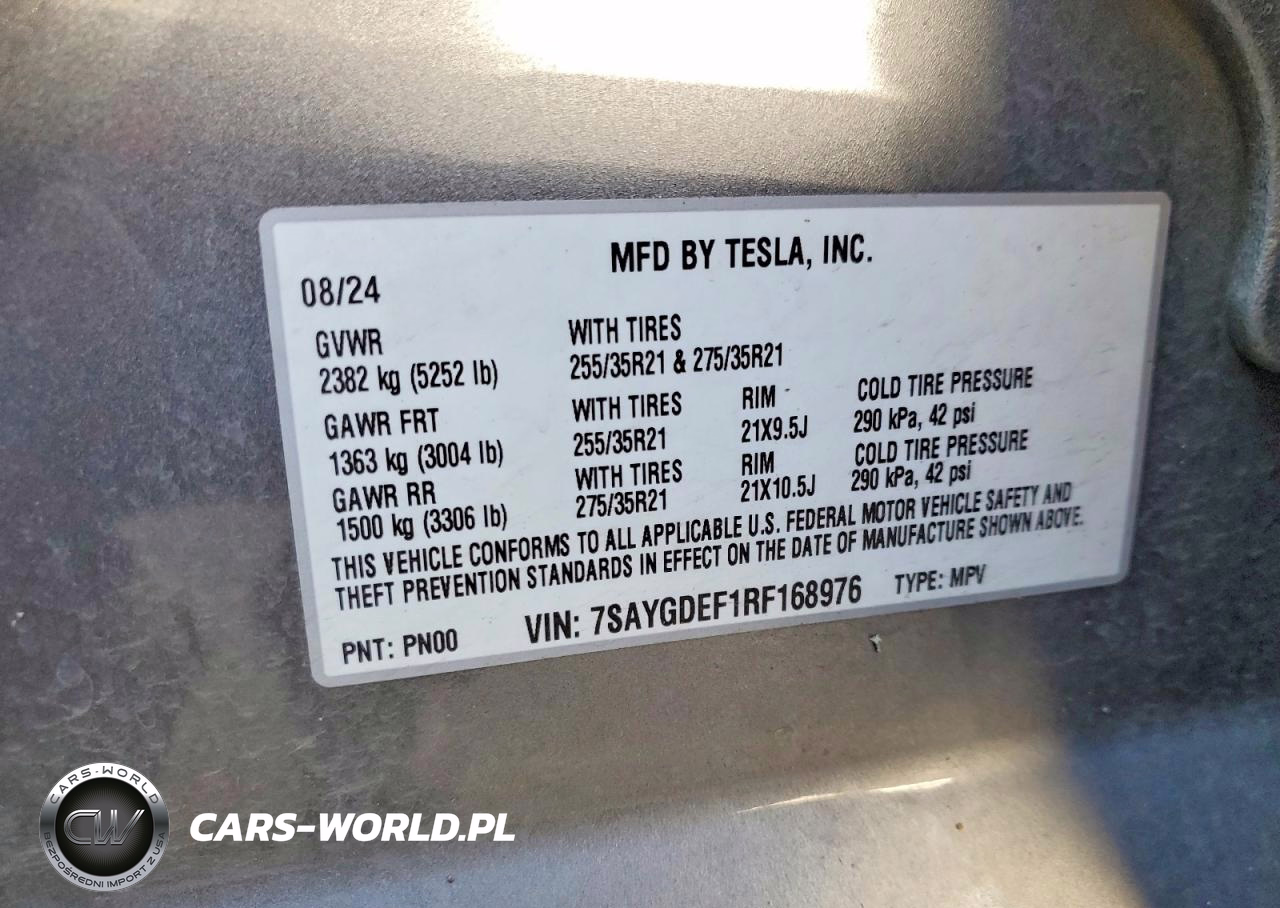 MFD BY TESLA, INC.
08/24
GVWR
2382 kg (5252 lb)
WITH TIRES
255/35R21 & 275/35R21
GAWR FRT
1363 kg (3004 lb)
WITH TIRES
255/35R21
RIM
21X9.5J
COLD TIRE PRESSURE
290 kPa, 42 psi
GAWR RR
1500 kg (3306 lb)
WITH TIRES
275/35R21
RIM
21X10.5J
COLD TIRE PRESSURE
290 kPa, 42 psi
THIS VEHICLE CONFORMS TO ALL APPLICABLE U.S. FEDERAL MOTOR VEHICLE SAFETY AND
THEFT PREVENTION STANDARDS IN EFFECT ON THE DATE OF MANUFACTURE SHOWN ABOVE.
PNT: PN00
VIN: 7SAYGDEF1RF168976
TYPE: MPV
CARS-WORLD
CW
BEZPOŚREDNI IMPORT Z USA
CARS-WORLD.PL